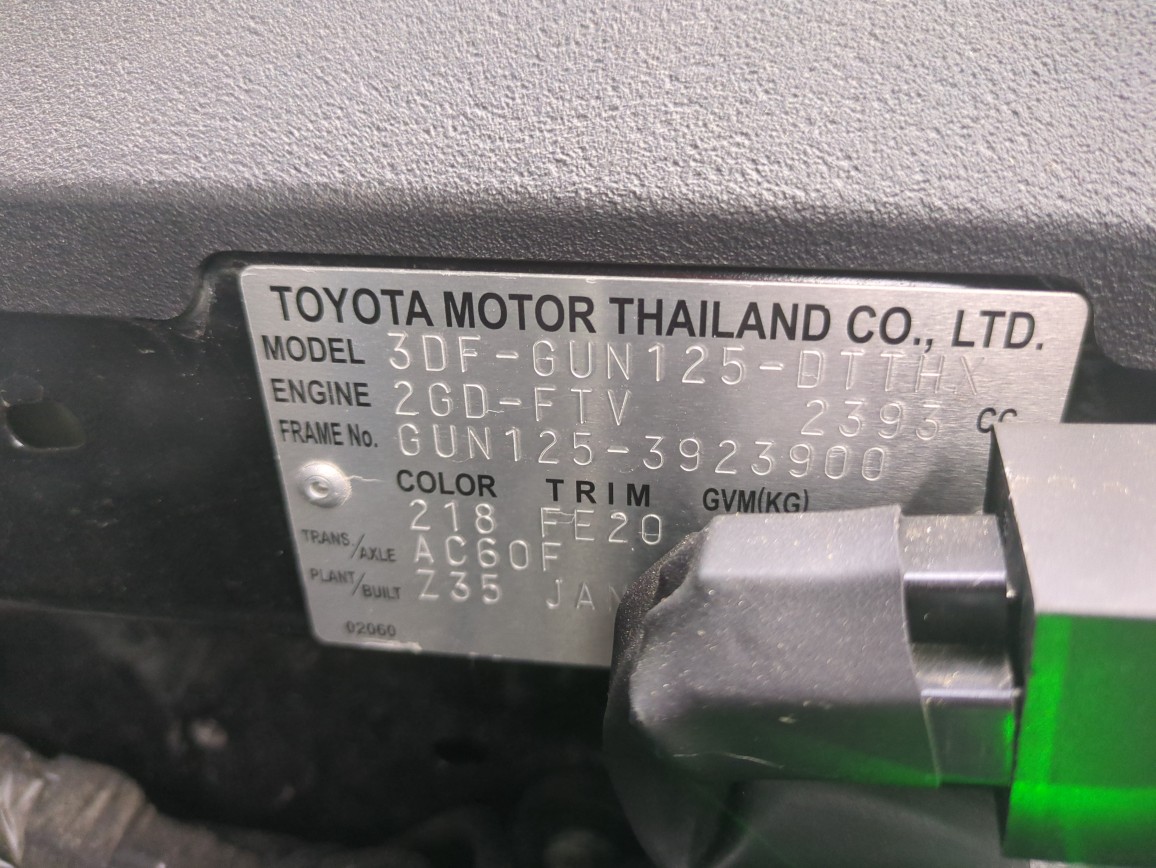 TOYOTA MOTOR THAILAND CO., LTD.
MODEL 3DF-GUN125-DTTHX
ENGINE 2GD-FTV 2393 CC
FRAME No. GUN125-3923900
COLOR TRIM GVM(KG)
218 FE20
TRANS./AXLE AC60F
PLANT/BUILT Z35 JAN
02060